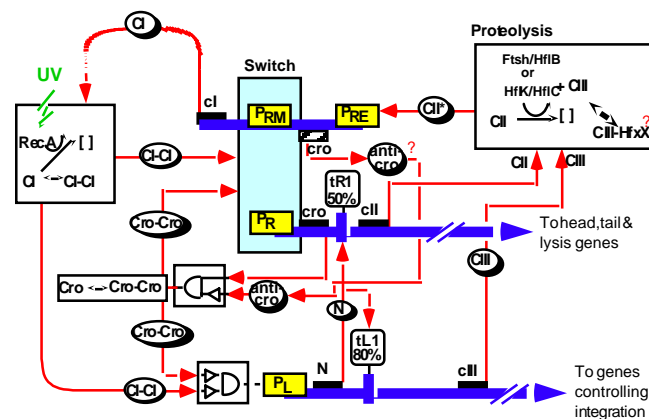 CI
Switch
Proteolysis
UV
Ftsh/HflB
or
HfK/HflC
+ CIII
CII
[ ]
CIII-HfxX
?
cI
PRM
PRE
CII*
RecA
[ ]
CI
CI-CI
CI-CI
cro
anti-
cro
?
CII
CIII
tR1
50%
Cro-Cro
cro
cII
PR
To head,tail &
lysis genes
CIII
Cro
Cro-Cro
anti-
cro
N
Cro-Cro
tL1
80%
CI-CI
PL
N
cIII
To genes
controlling
integration